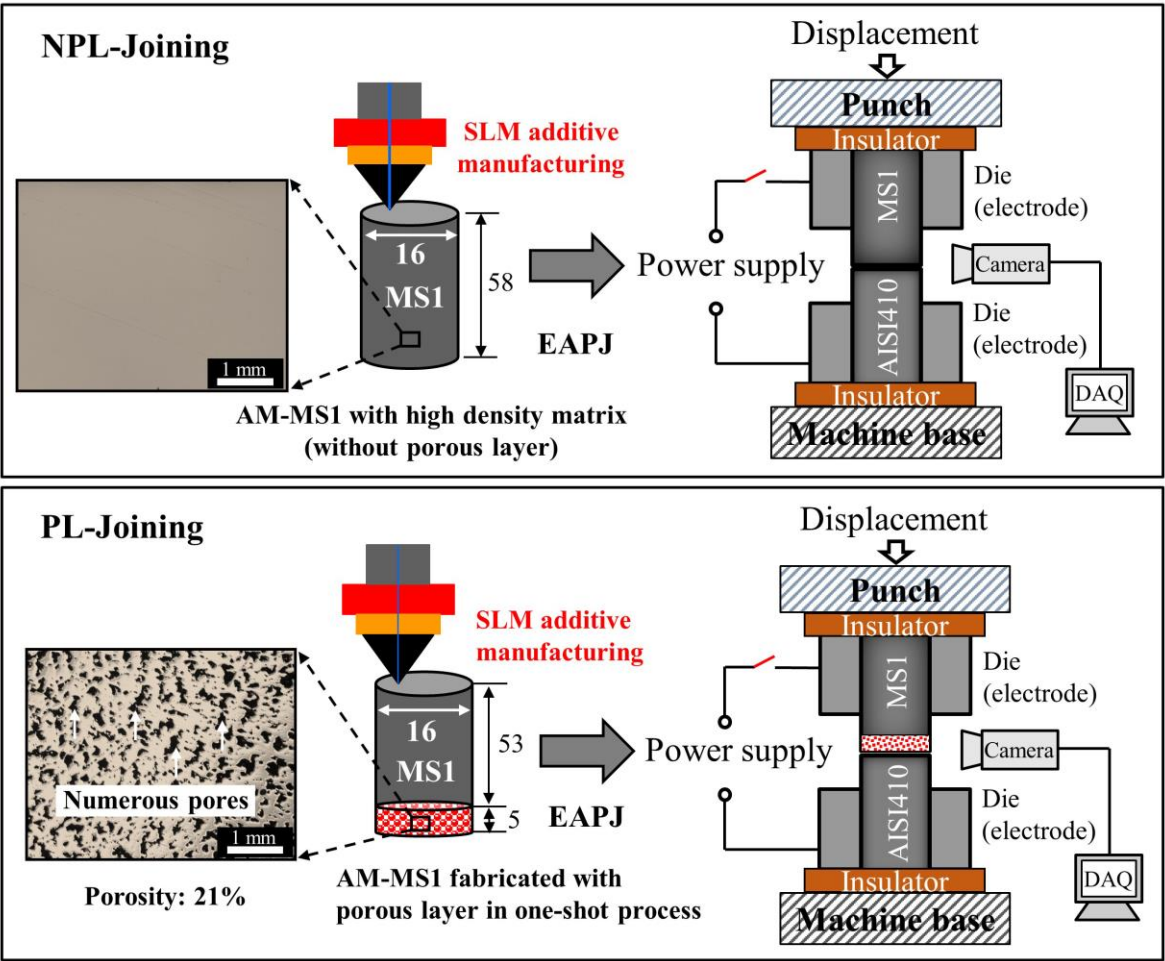 NPL-Joining
SLM additive
manufacturing
16
MS1
58
1 mm
EAPJ
AM-MS1 with high density matrix
(without porous layer)
Displacement
Punch
Insulator
MS1
Die
(electrode)
Power supply
Camera
AISI410
Die
(electrode)
Insulator
DAQ
Machine base
PL-Joining
SLM additive
manufacturing
16
MS1
53
5
Numerous pores
1 mm
Porosity: 21%
EAPJ
AM-MS1 fabricated with
porous layer in one-shot process
Displacement
Punch
Insulator
MS1
Die
(electrode)
Power supply
Camera
AISI410
Die
(electrode)
Insulator
DAQ
Machine base